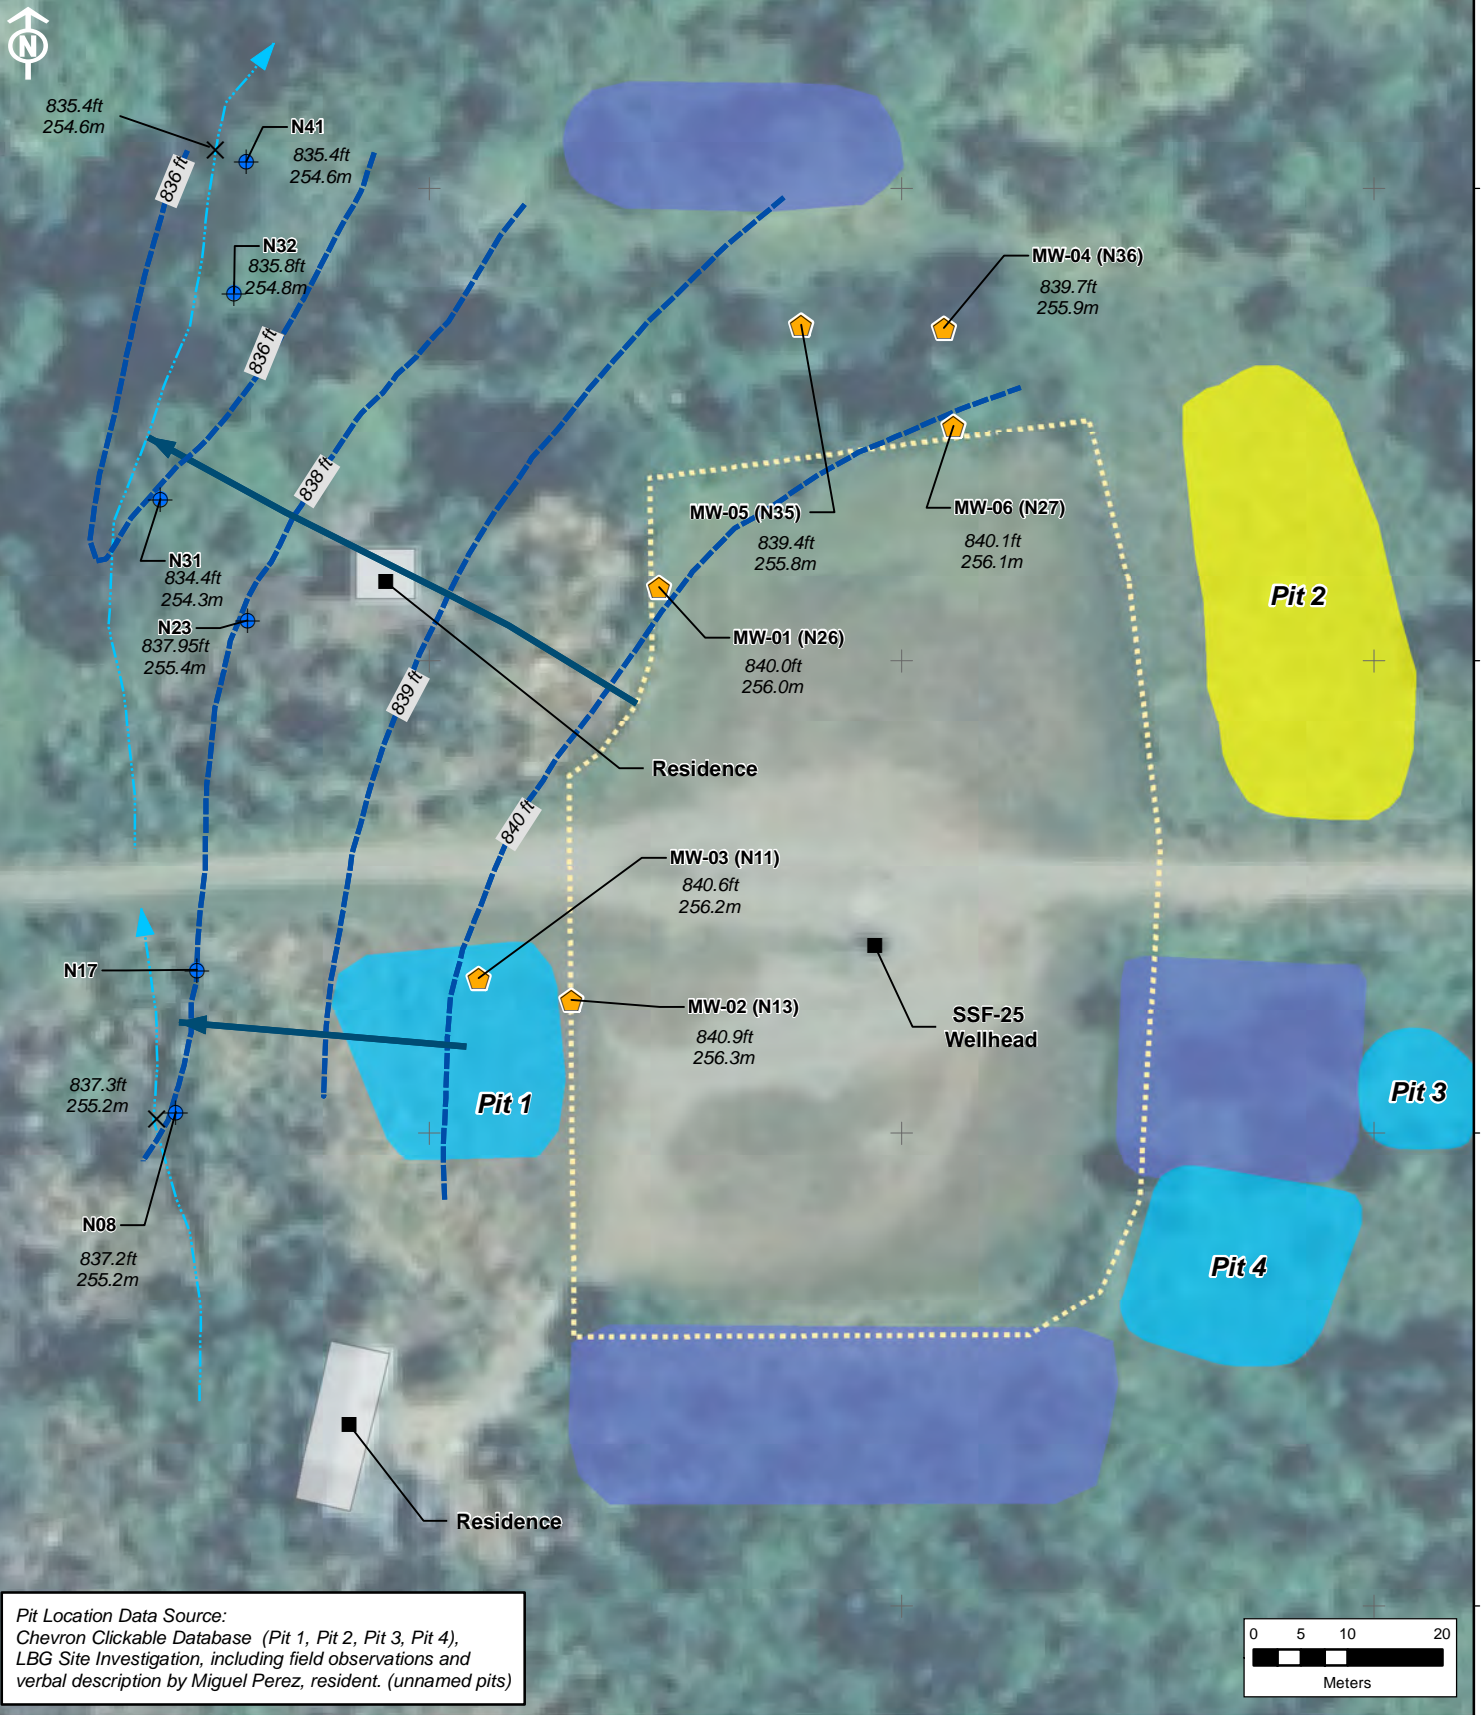 N
835.4ft
254.6m
N41
835.4ft
254.6m
836 ft
N32
835.8ft
254.8m
836 ft
MW-04 (N36)
839.7ft
255.9m
838 ft
MW-05 (N35)
839.4ft
255.8m
MW-06 (N27)
840.1ft
256.1m
N31
834.4ft
254.3m
N23
837.95ft
255.4m
Pit 2
MW-01 (N26)
840.0ft
256.0m
839 ft
Residence
840 ft
MW-03 (N11)
840.6ft
256.2m
N17
MW-02 (N13)
840.9ft
256.3m
SSF-25
Wellhead
837.3ft
255.2m
Pit 1
Pit 3
N08
837.2ft
255.2m
Pit 4
Residence
Pit Location Data Source:
Chevron Clickable Database (Pit 1, Pit 2, Pit 3, Pit 4),
LBG Site Investigation, including field observations and
verbal description by Miguel Perez, resident. (unnamed pits)
0 5 10 20
Meters